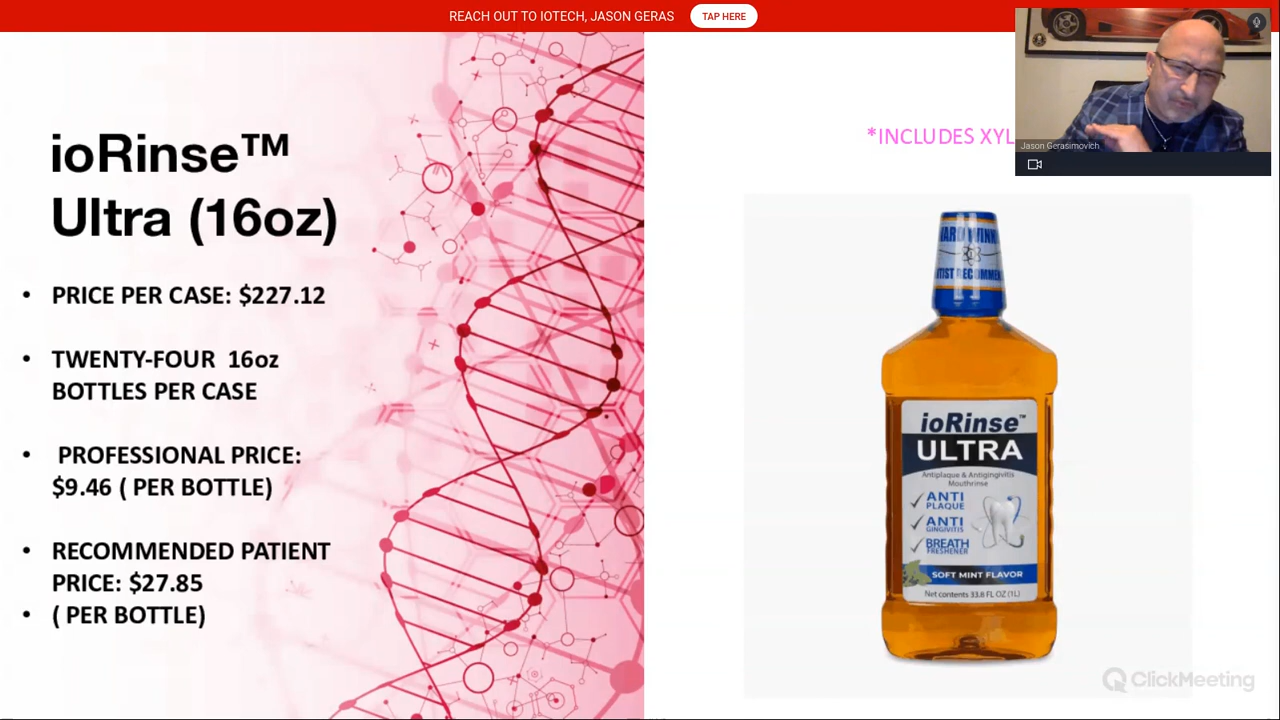 REACH OUT TO IOTECH, JASON GERAS
TAP HERE
ioRinse™
Ultra (16oz)
• PRICE PER CASE: $227.12
• TWENTY-FOUR 16oz
BOTTLES PER CASE
• PROFESSIONAL PRICE:
$9.46 ( PER BOTTLE)
• RECOMMENDED PATIENT
PRICE: $27.85
• ( PER BOTTLE)
*INCLUDES XYL
Jason Gerasimovich
ioRinse™
ULTRA
Antiplaque & Antigingivitis
Mouthrinse
ANTI
PLAQUE
ANTI
GINGIVITIS
BREATH
FRESHENER
SOFT MINT FLAVOR
Net contents 33.8 FL OZ (1L)
ClickMeeting